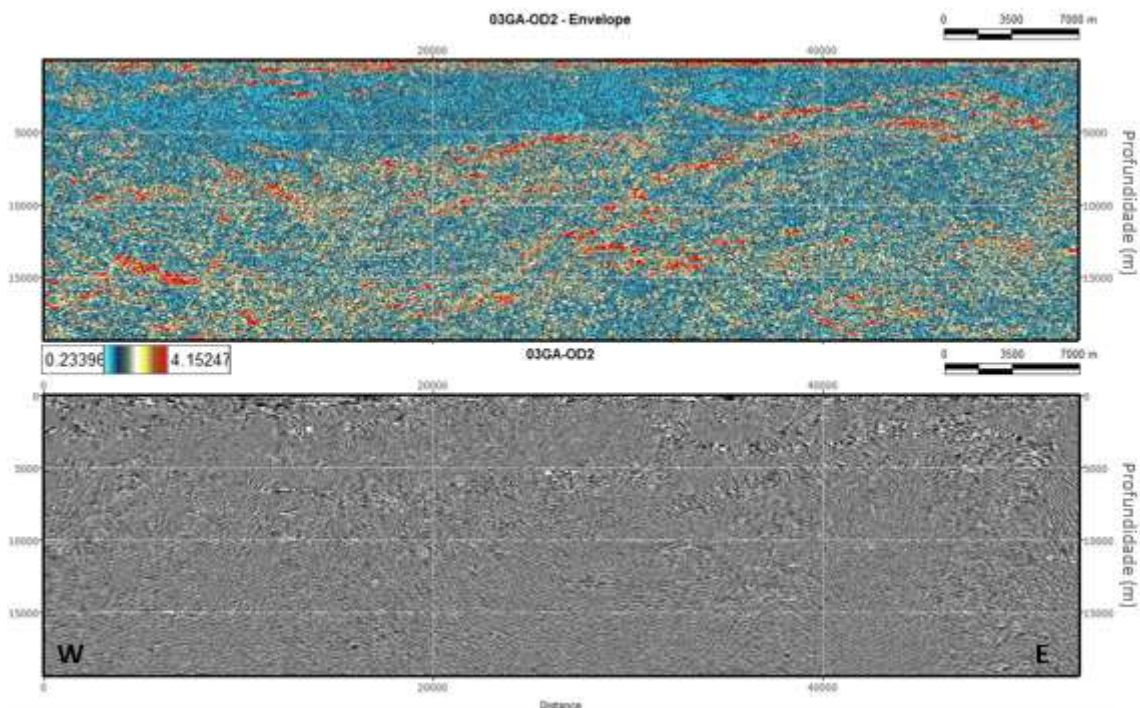 03GA-OD2 - Envelope
0 3500 7000 m
20000 40000
5000 5000
10000 10000
15000 15000
Profundidade (m)
0.23396 4.15247
03GA-OD2
0 3500 7000 m
0 20000 40000
0 0
5000 5000
10000 10000
15000 15000
Profundidade (m)
W E
0 20000 40000
Distance